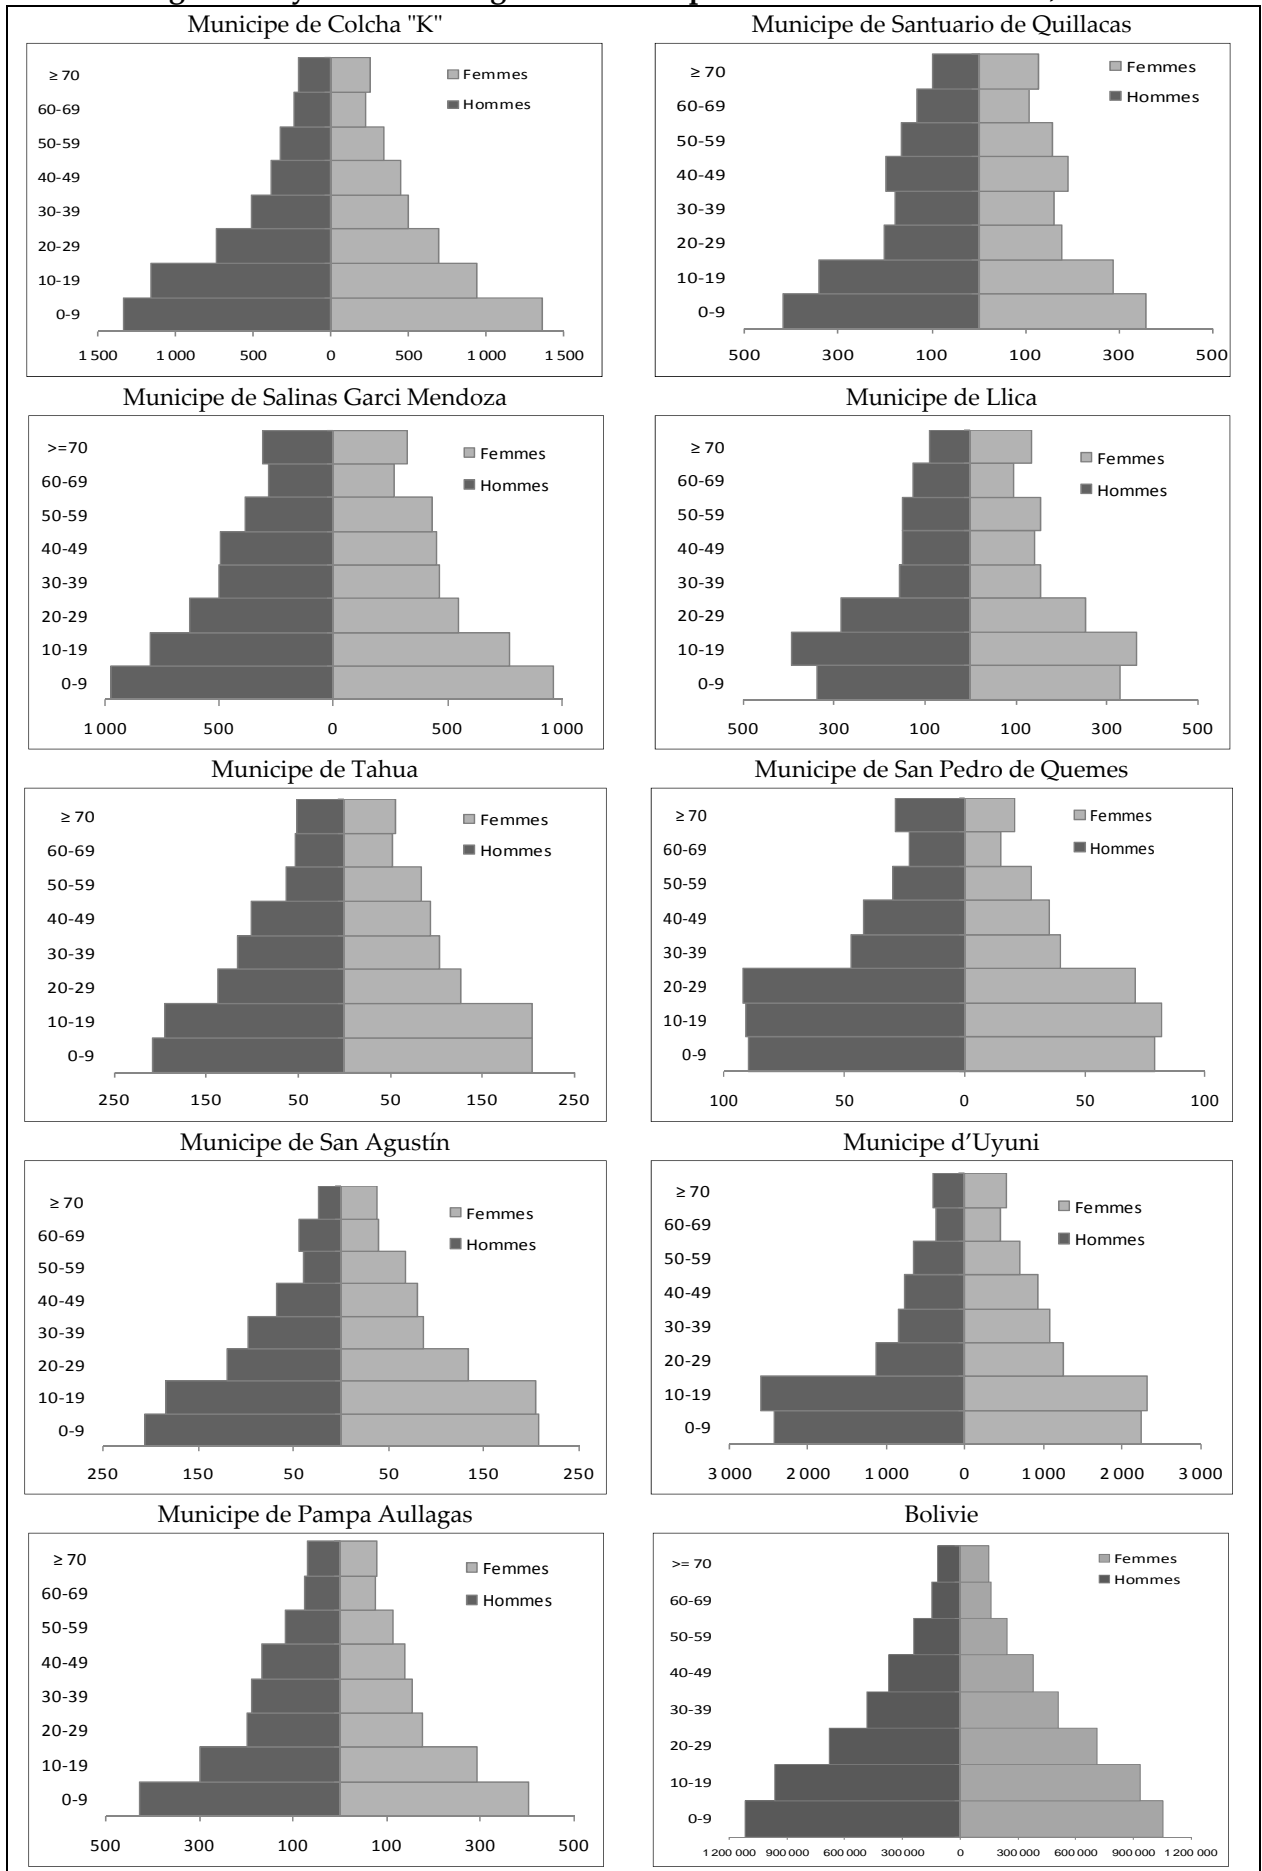 Municipe de Colcha "K"
≥ 70
60-69
50-59
40-49
30-39
20-29
10-19
0-9
1 500 1 000 500 0 500 1 000 1 500
Femmes
Hommes
Municipe de Santuario de Quillacas
≥ 70
60-69
50-59
40-49
30-39
20-29
10-19
0-9
500 300 100 100 300 500
Femmes
Hommes
Municipe de Salinas Garci Mendoza
>=70
60-69
50-59
40-49
30-39
20-29
10-19
0-9
1 000 500 0 500 1 000
Femmes
Hommes
Municipe de Llica
≥ 70
60-69
50-59
40-49
30-39
20-29
10-19
0-9
500 300 100 100 300 500
Femmes
Hommes
Municipe de Tahua
≥ 70
60-69
50-59
40-49
30-39
20-29
10-19
0-9
250 150 50 50 150 250
Femmes
Hommes
Municipe de San Pedro de Quemes
≥ 70
60-69
50-59
40-49
30-39
20-29
10-19
0-9
100 50 0 50 100
Femmes
Hommes
Municipe de San Agustín
≥ 70
60-69
50-59
40-49
30-39
20-29
10-19
0-9
250 150 50 50 150 250
Femmes
Hommes
Municipe d’Uyuni
≥ 70
60-69
50-59
40-49
30-39
20-29
10-19
0-9
3 000 2 000 1 000 0 1 000 2 000 3 000
Femmes
Hommes
Municipe de Pampa Aullagas
≥ 70
60-69
50-59
40-49
30-39
20-29
10-19
0-9
500 300 100 100 300 500
Femmes
Hommes
Bolivie
>= 70
60-69
50-59
40-49
30-39
20-29
10-19
0-9
1 200 000 900 000 600 000 300 000 0 300 000 600 000 900 000 1 200 000
Femmes
Hommes